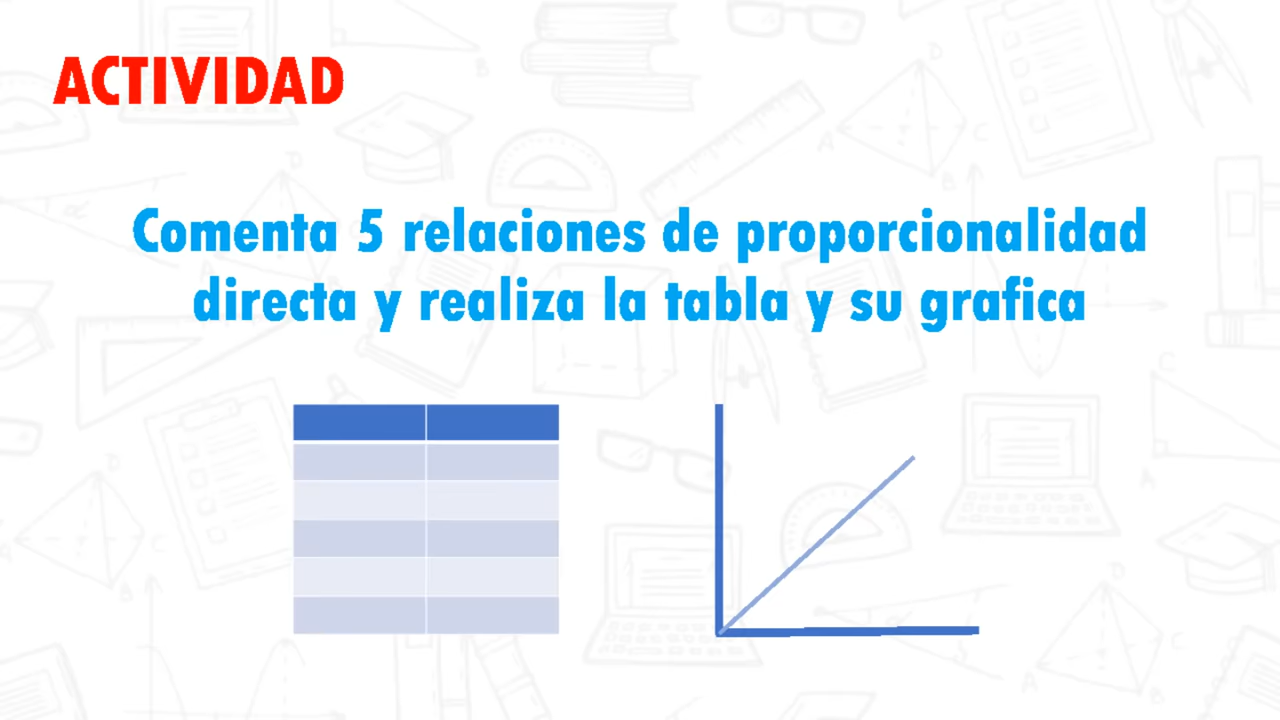 ACTIVIDAD
Comenta 5 relaciones de proporcionalidad
directa y realiza la tabla y su grafica